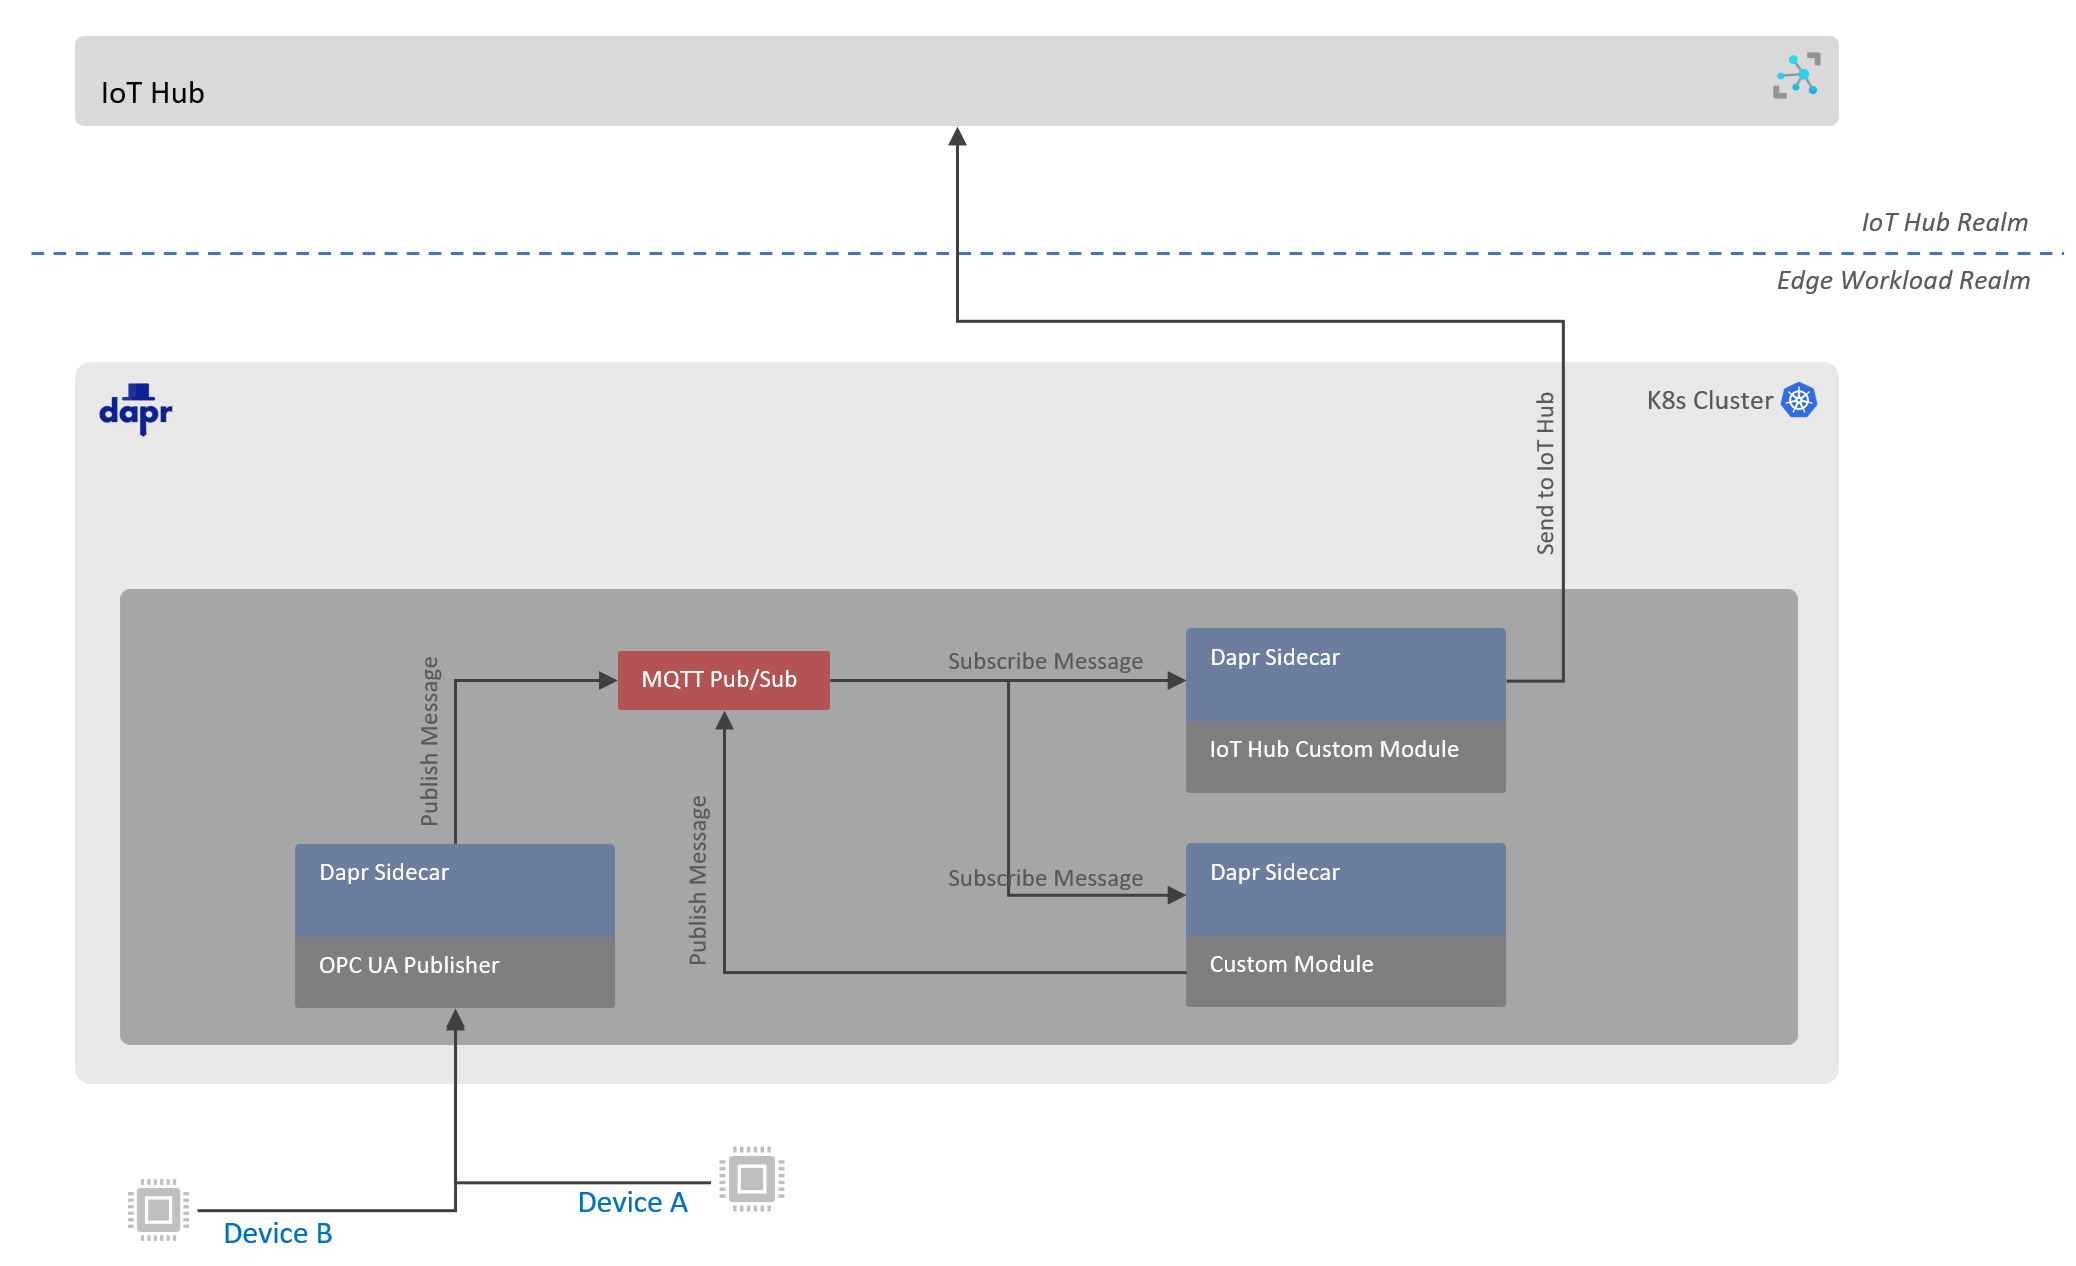 IoT Hub
IoT Hub Realm
Edge Workload Realm
dapr
K8s Cluster
Send to IoT Hub
Publish Message
MQTT Pub/Sub
Subscribe Message
Dapr Sidecar
IoT Hub Custom Module
Publish Message
Subscribe Message
Dapr Sidecar
Custom Module
Dapr Sidecar
OPC UA Publisher
Device A
Device B